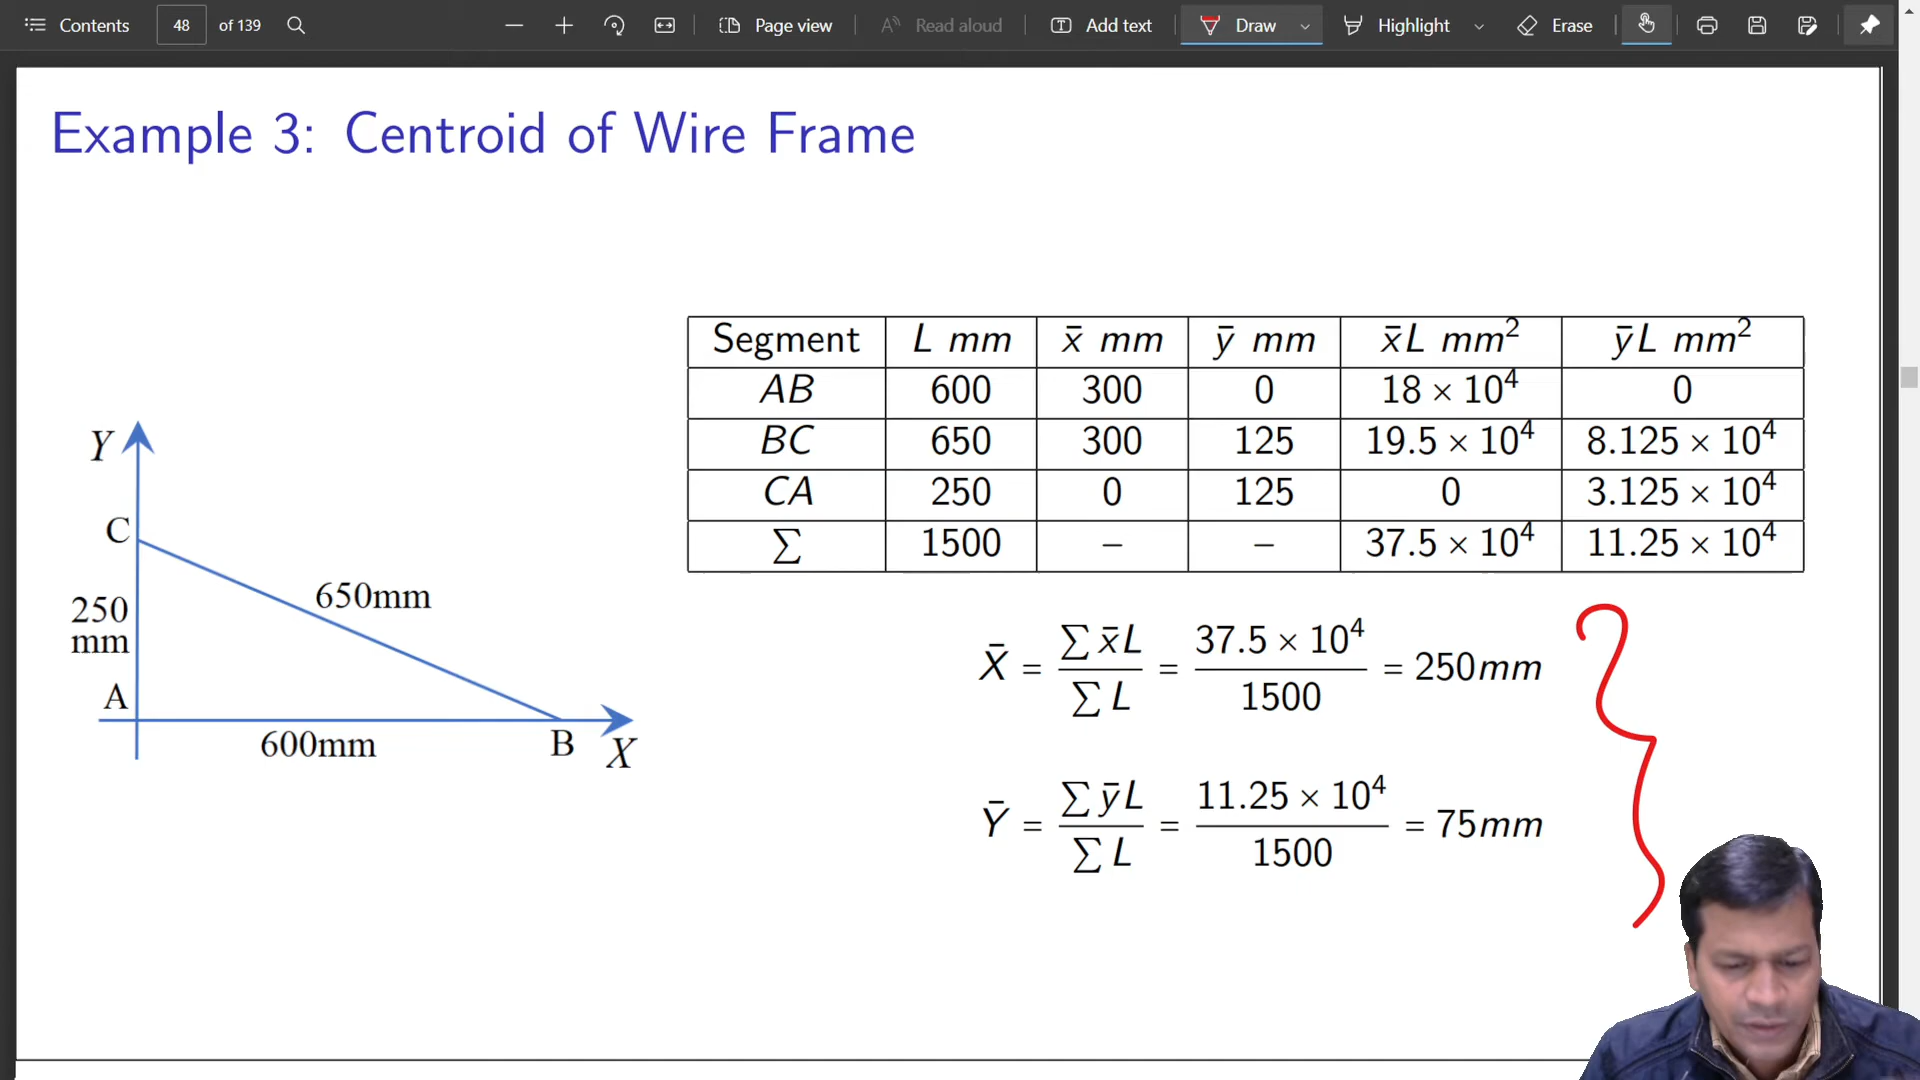 Contents 48 of 139 Page view Read aloud Add text Draw Highlight Erase
Example 3: Centroid of Wire Frame
Segment L mm x̄ mm ȳ mm x̄L mm² ȳL mm²
AB 600 300 0 18 × 10⁴ 0
BC 650 300 125 19.5 × 10⁴ 8.125 × 10⁴
CA 250 0 125 0 3.125 × 10⁴
∑ 1500 – – 37.5 × 10⁴ 11.25 × 10⁴
Y
C
650mm
250
mm
A
600mm
B
X
X̄ = ∑ x̄L / ∑ L = 37.5 × 10⁴ / 1500 = 250mm
Ȳ = ∑ ȳL / ∑ L = 11.25 × 10⁴ / 1500 = 75mm